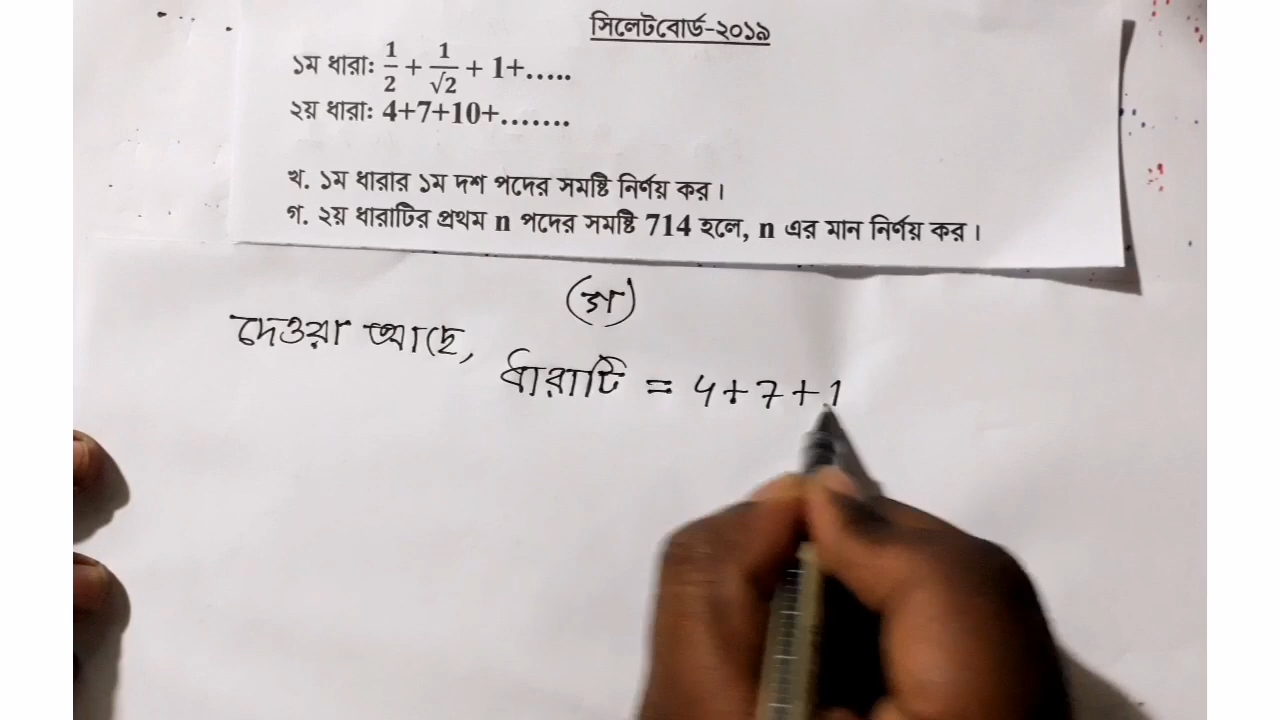 সিলেটবোর্ড-২০১৯
১ম ধারাঃ 1/2 + 1/√2 + 1+.....
২য় ধারাঃ 4+7+10+.......
খ. ১ম ধারার ১ম দশ পদের সমষ্টি নির্ণয় কর।
গ. ২য় ধারাটির প্রথম n পদের সমষ্টি 714 হলে, n এর মান নির্ণয় কর।
(গ)
দেওয়া আছে,
ধারাটি = 4+7+1